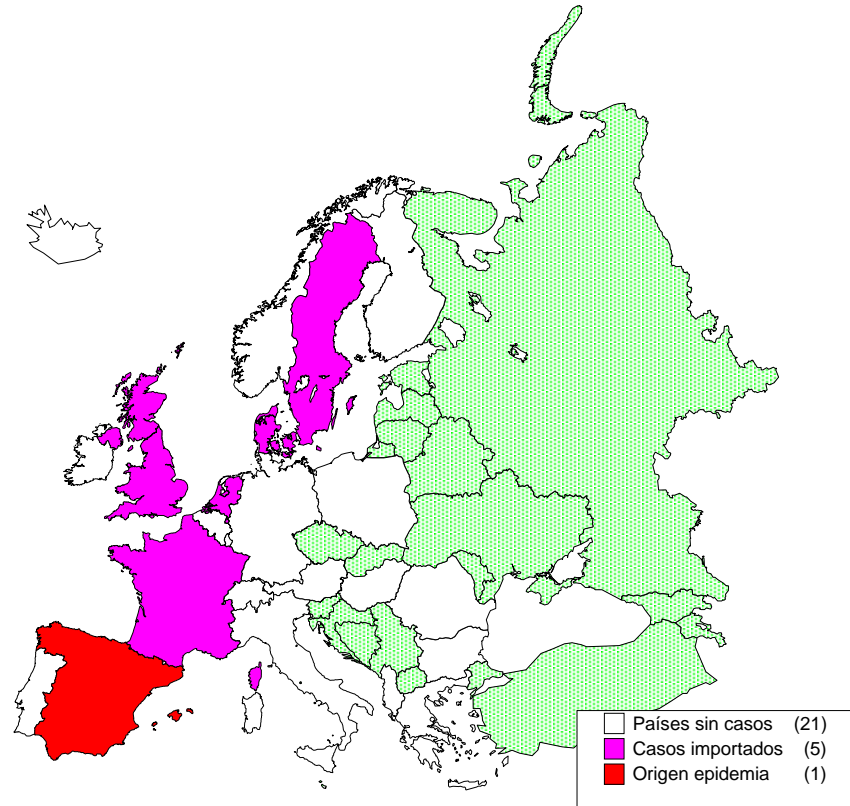 Países sin casos (21)
Casos importados (5)
Origen epidemia (1)